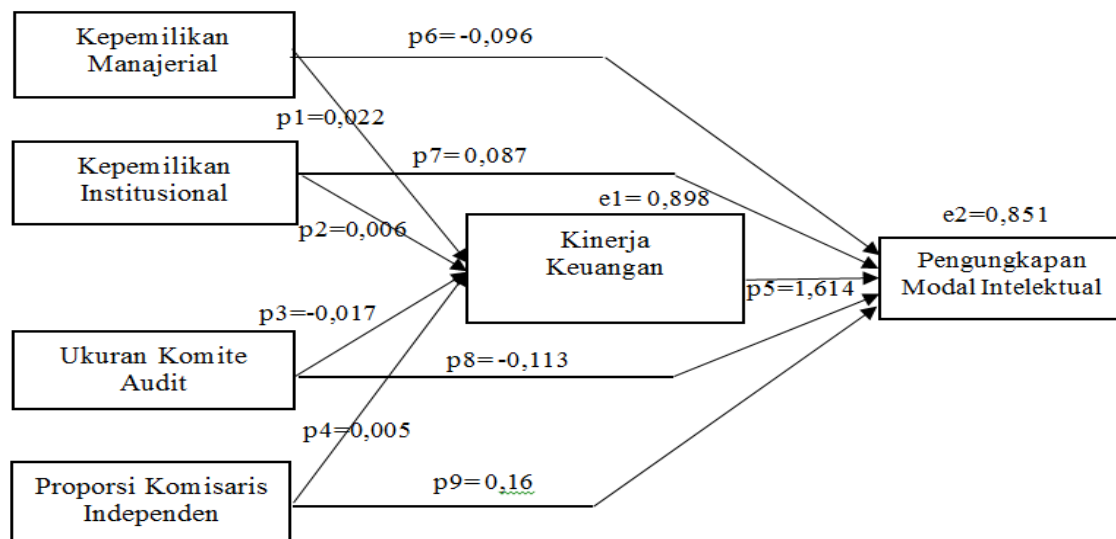 Kepemilikan
Manajerial
p6=-0,096
p1=0,022
Kepemilikan
Institusional
p7=0,087
p2=0,006
e1= 0,898
Kinerja
Keuangan
e2=0,851
Pengungkapan
Modal Intelektual
p5=1,614
p3=-0,017
Ukuran Komite
Audit
p8=-0,113
p4=0,005
Proporsi Komisaris
Independen
p9=0,16